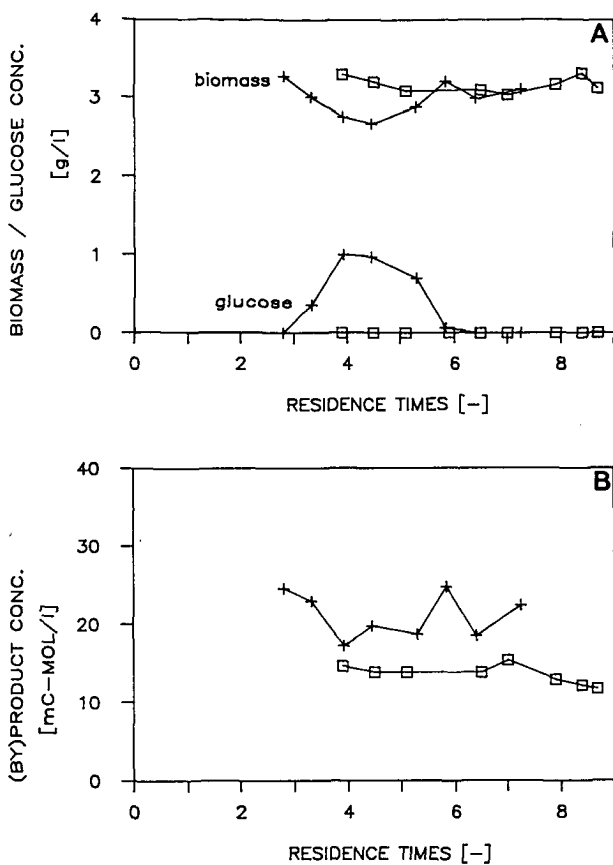 A
BIOMASS / GLUCOSE CONC.
[g/l]
4
3
2
1
0
biomass
glucose
0 2 4 6 8
RESIDENCE TIMES [-]
B
(BY)PRODUCT CONC.
[mC-MOL/l]
40
30
20
10
0
0 2 4 6 8
RESIDENCE TIMES [-]